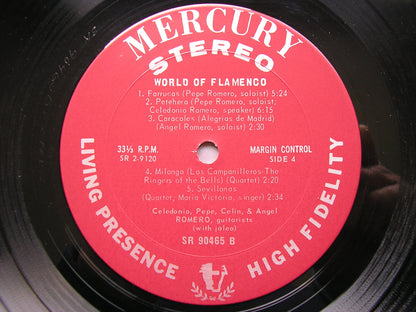 MERCURY
STEREO
WORLD OF FLAMENCO
1. Farrucas (Pepe Romero, soloist) 5:24
2. Petehera (Pepe Romero, soloist;
Celedonio Romero, speaker) 6:15
3. Caracoles (Alegrias de Madrid)
(Angel Romero, soloist) 2:30
33⅓ R.P.M.
SR 2-9120
MARGIN CONTROL
SIDE 4
4. Milonga (Los Campanilleros-The
Ringers of the Bells) (Quartet) 2:20
5. Sevillanas
(Quartet, Maria Victoria, singer) 2:34
Celedonio, Pepe, Celin, & Angel
ROMERO, guitarists
(with jaleo)
SR 90465 B
LIVING PRESENCE
HIGH FIDELITY